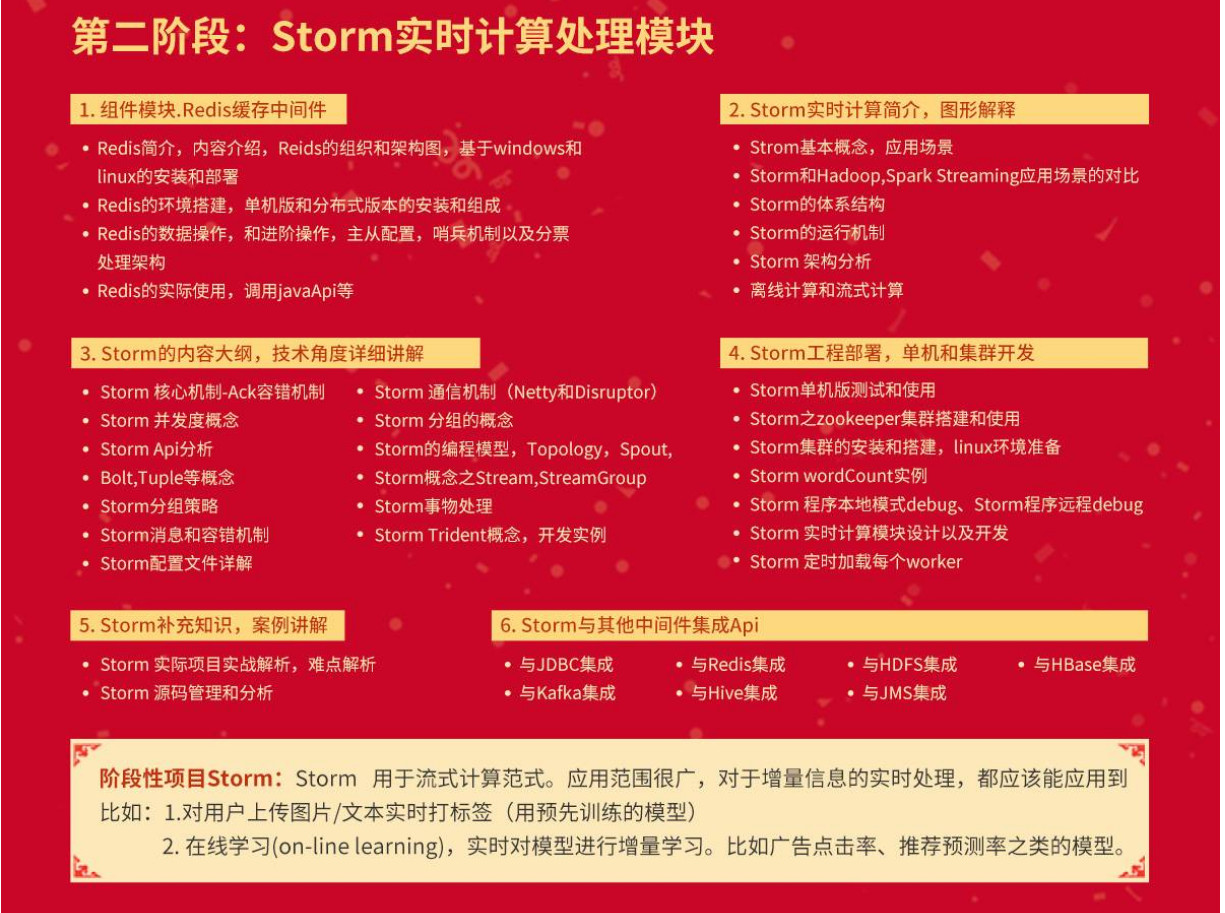 第二阶段：Storm实时计算处理模块
1. 组件模块.Redis缓存中间件
• Redis简介，内容介绍，Reids的组织和架构图，基于windows和
linux的安装和部署
• Redis的环境搭建，单机版和分布式版本的安装和组成
• Redis的数据操作，和进阶操作，主从配置，哨兵机制以及分票
处理架构
• Redis的实际使用，调用javaApi等
2. Storm实时计算简介，图形解释
• Strom基本概念，应用场景
• Storm和Hadoop,Spark Streaming应用场景的对比
• Storm的体系结构
• Storm的运行机制
• Storm 架构分析
• 离线计算和流式计算
3. Storm的内容大纲，技术角度详细讲解
• Storm 核心机制-Ack容错机制
• Storm 并发度概念
• Storm Api分析
• Bolt,Tuple等概念
• Storm分组策略
• Storm消息和容错机制
• Storm配置文件详解
• Storm 通信机制（Netty和Disruptor）
• Storm 分组的概念
• Storm的编程模型，Topology，Spout,
• Storm概念之Stream,StreamGroup
• Storm事物处理
• Storm Trident概念，开发实例
4. Storm工程部署，单机和集群开发
• Storm单机版测试和使用
• Storm之zookeeper集群搭建和使用
• Storm集群的安装和搭建，linux环境准备
• Storm wordCount实例
• Storm 程序本地模式debug、Storm程序远程debug
• Storm 实时计算模块设计以及开发
• Storm 定时加载每个worker
5. Storm补充知识，案例讲解
• Storm 实际项目实战解析，难点解析
• Storm 源码管理和分析
6. Storm与其他中间件集成Api
• 与JDBC集成 • 与Redis集成 • 与HDFS集成 • 与HBase集成
• 与Kafka集成 • 与Hive集成 • 与JMS集成
阶段性项目Storm：Storm 用于流式计算范式。应用范围很广，对于增量信息的实时处理，都应该能应用到
比如：1.对用户上传图片/文本实时打标签（用预先训练的模型）
2. 在线学习(on-line learning)，实时对模型进行增量学习。比如广告点击率、推荐预测率之类的模型。